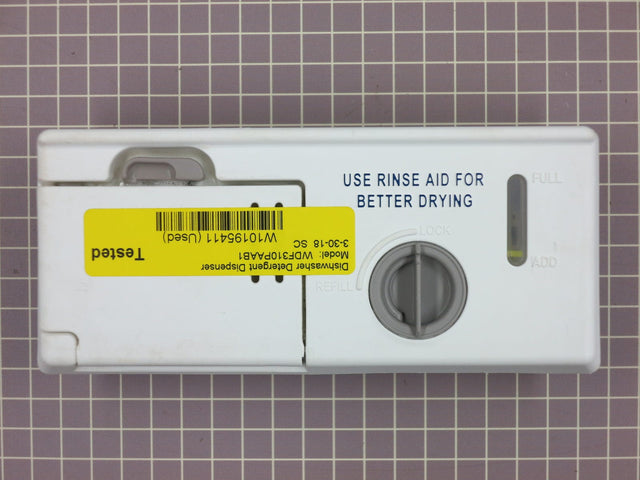 USE RINSE AID FOR
BETTER DRYING
FULL
ADD
LOCK
REFILL
Dishwasher Detergent Dispenser
Model: WDF310PAAB1
3-30-18 SC
W10195411 (Used)
Tested